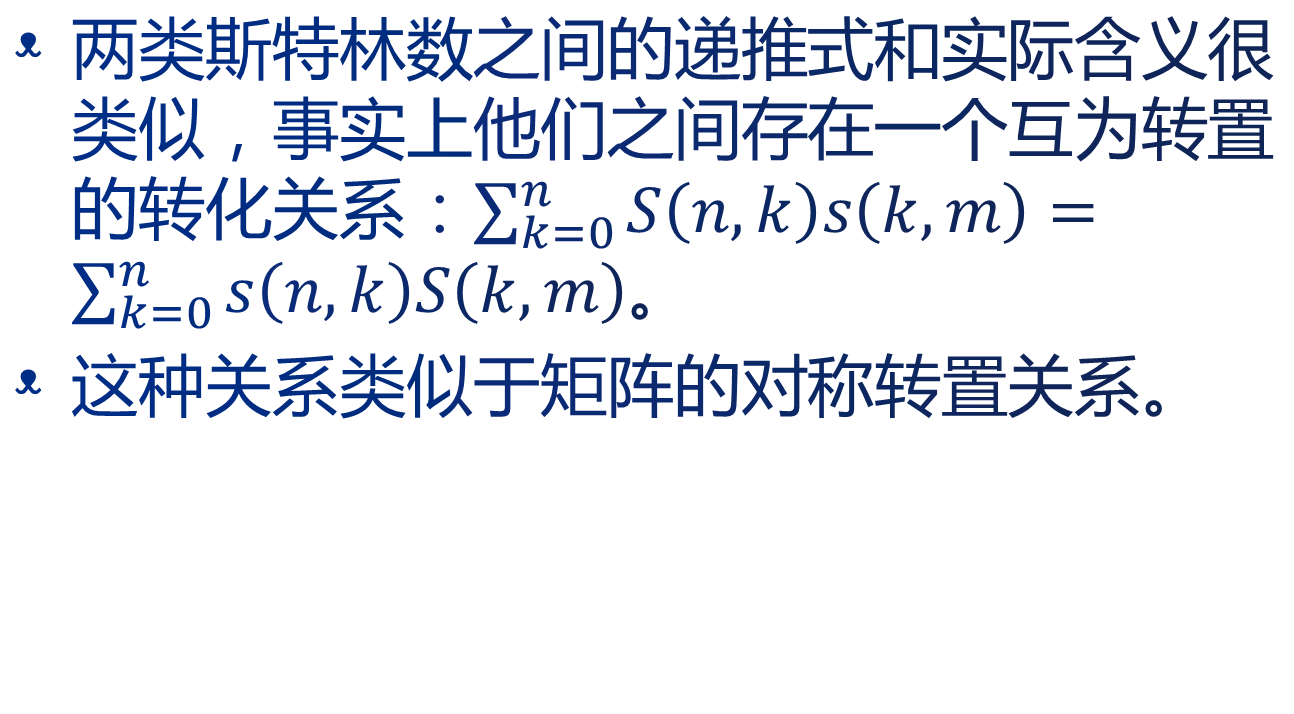 两类斯特林数之间的递推式和实际含义很
类似，事实上他们之间存在一个互为转置
的转化关系：∑_{k=0}^{n} S(n,k)s(k,m) =
∑_{k=0}^{n} s(n,k)S(k,m)。
这种关系类似于矩阵的对称转置关系。